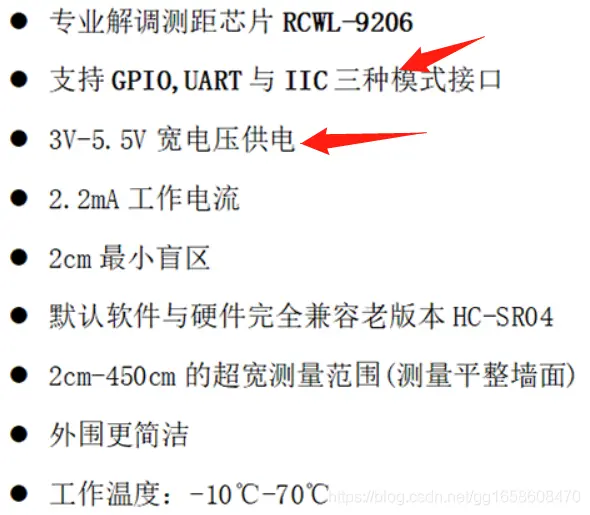 ● 专业解调测距芯片 RCWL-9206
● 支持 GPIO,UART 与 IIC 三种模式接口
● 3V-5.5V 宽电压供电
● 2.2mA 工作电流
● 2cm 最小盲区
● 默认软件与硬件完全兼容老版本 HC-SR04
● 2cm-450cm 的超宽测量范围(测量平整墙面)
● 外围更简洁
● 工作温度：-10℃-70℃
https://blog.csdn.net/gg1658608470